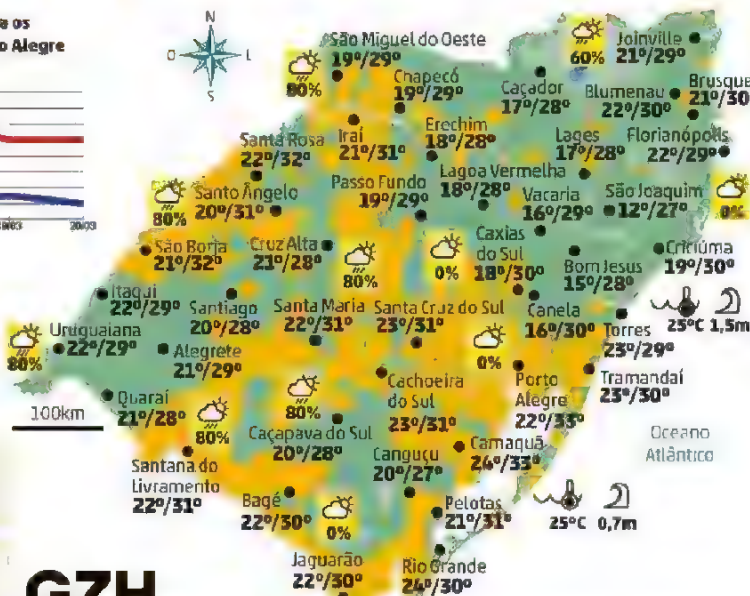 a os
o Alegre
20/03
N
O L
S
São Miguel do Oeste
19º/29º
80%
Chapecó
19º/29º
Caçador
17º/28º
60%
Joinville
21º/29º
Blumenau
22º/30º
Brusque
21º/30º
Santa Rosa
22º/32º
Iraí
21º/31º
Erechim
18º/28º
Lages
17º/28º
Florianópolis
22º/29º
80%
Santo Ângelo
20º/31º
Passo Fundo
19º/29º
Lagoa Vermelha
18º/28º
Vacaria
16º/29º
São Joaquim
12º/27º
0%
São Borja
21º/32º
Cruz Alta
21º/28º
80%
0%
Caxias
do Sul
18º/30º
Bom Jesus
15º/28º
Criciúma
19º/30º
Itaqui
22º/29º
Santiago
20º/28º
Santa Maria
22º/31º
Santa Cruz do Sul
23º/31º
Canela
16º/30º
25ºC 1,5m
Torres
23º/29º
80%
Uruguaiana
22º/29º
Alegrete
21º/29º
0%
Porto
Alegre
22º/33º
Tramandaí
23º/30º
Quaraí
21º/28º
100km
80%
80%
Cachoeira
do Sul
23º/31º
Caçapava do Sul
20º/28º
Camaquã
24º/33º
Oceano
Atlântico
Santana do
Livramento
22º/31º
Canguçu
20º/27º
Bagé
22º/30º
0%
Pelotas
21º/31º
25ºC 0,7m
Jaguarão
22º/30º
Rio Grande
24º/30º
GZH